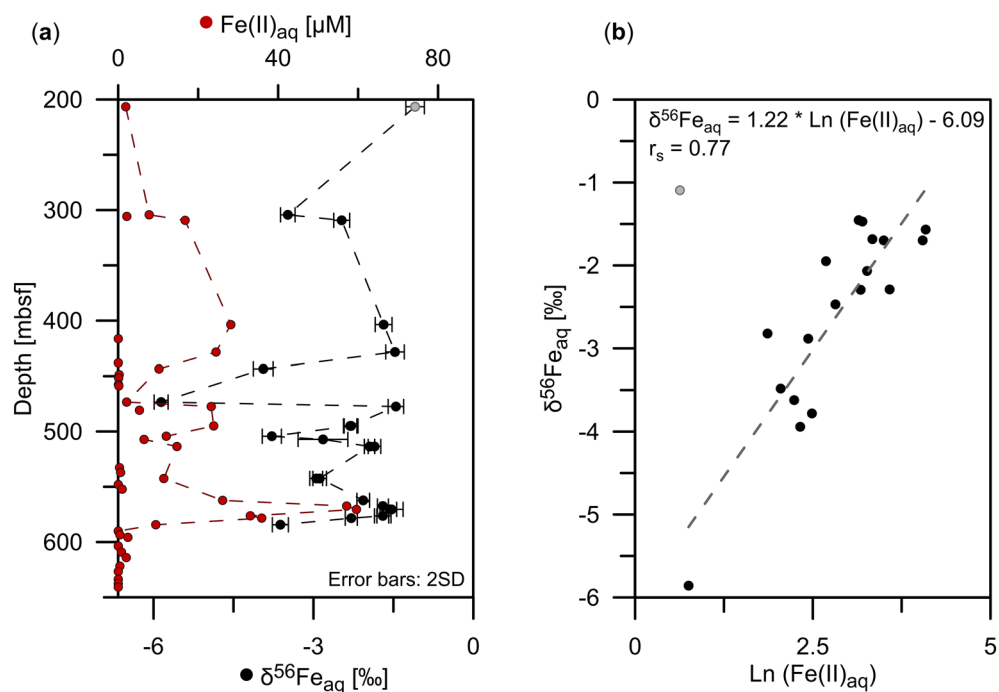 (a)
Fe(II)aq [µM]
0 40 80
200
300
400
500
600
Depth [mbsf]
Error bars: 2SD
-6 -3 0
δ56Feaq [‰]
(b)
δ56Feaq = 1.22 * Ln (Fe(II)aq) - 6.09
rs = 0.77
0
-1
-2
-3
-4
-5
-6
δ56Feaq [‰]
0 2.5 5
Ln (Fe(II)aq)